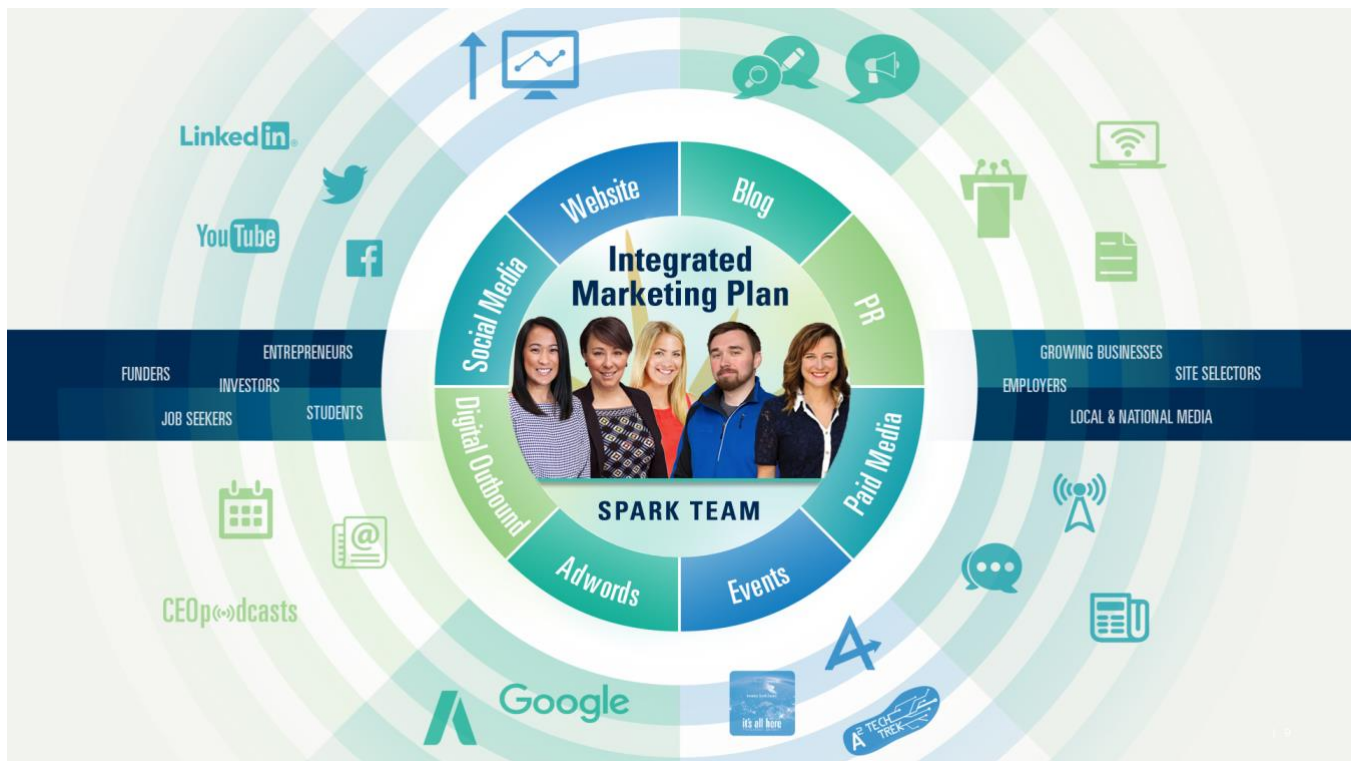 LinkedIn
YouTube
Website
Blog
Social Media
PR
Integrated
Marketing Plan
ENTREPRENEURS
FUNDERS
INVESTORS
JOB SEEKERS
STUDENTS
GROWING BUSINESSES
SITE SELECTORS
EMPLOYERS
LOCAL & NATIONAL MEDIA
Digital Outbound
Paid Media
SPARK TEAM
Adwords
Events
CEOpodcasts
Google
it's all here
A2 TECH
TREK